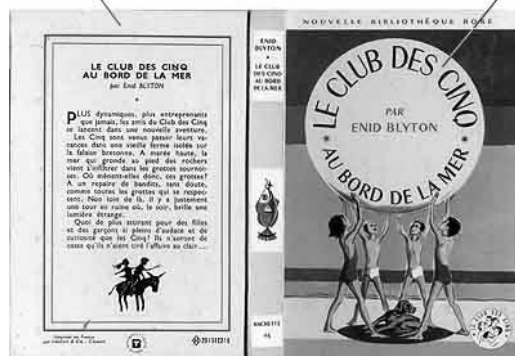 LE CLUB DES CINQ
AU BORD DE LA MER
par Enid BLYTON
PLUS dynamiques, plus entreprenants
que jamais, les amis du Club des Cinq
se lancent dans une nouvelle aventure.
Les Cinq sont venus passer leurs va-
cances dans une vieille ferme isolée sur
la falaise bretonne. A marée haute, la
mer qui gronde au pied des rochers
vient s'infiltrer dans les grottes sournoi-
ses. Où mènent-elles donc, ces grottes?
A un repaire de bandits, sans doute,
comme toutes les grottes qui se respec-
tent. Non loin de là, il y a justement
une tour en ruine où, le soir, brille une
lumière étrange.
Quoi de plus attirant pour des filles
et des garçons si pleins d'audace et de
curiosité que les Cinq! Ils n'auront de
cesse qu'ils n'aient tiré l'affaire au clair...
ENID
BLYTON
LE CLUB
DES CINQ
AU BORD
DE LA MER
HACHETTE
NOUVELLE BIBLIOTHÈQUE ROSE
LE CLUB DES CINQ
PAR
ENID BLYTON
AU BORD DE LA MER